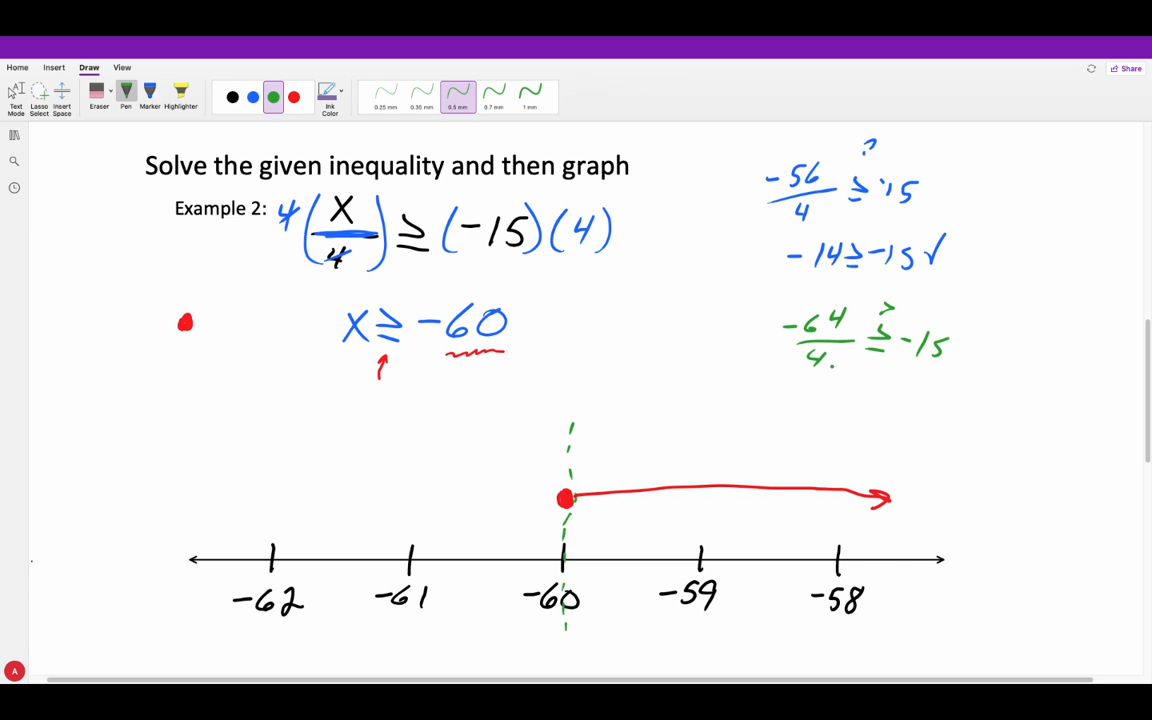 Home Insert Draw View
Share
Text Mode Lasso Select Insert Space Eraser Pen Marker Highlighter Ink Color 0.25 mm 0.35 mm 0.5 mm 0.7 mm 1 mm
Solve the given inequality and then graph
Example 2: 4(x/4) ≥ (-15)(4)
x ≥ -60
?
-56/4 ≥ -15
-14 ≥ -15 ✓
?
-64/4 ≥ -15
-62 -61 -60 -59 -58
A